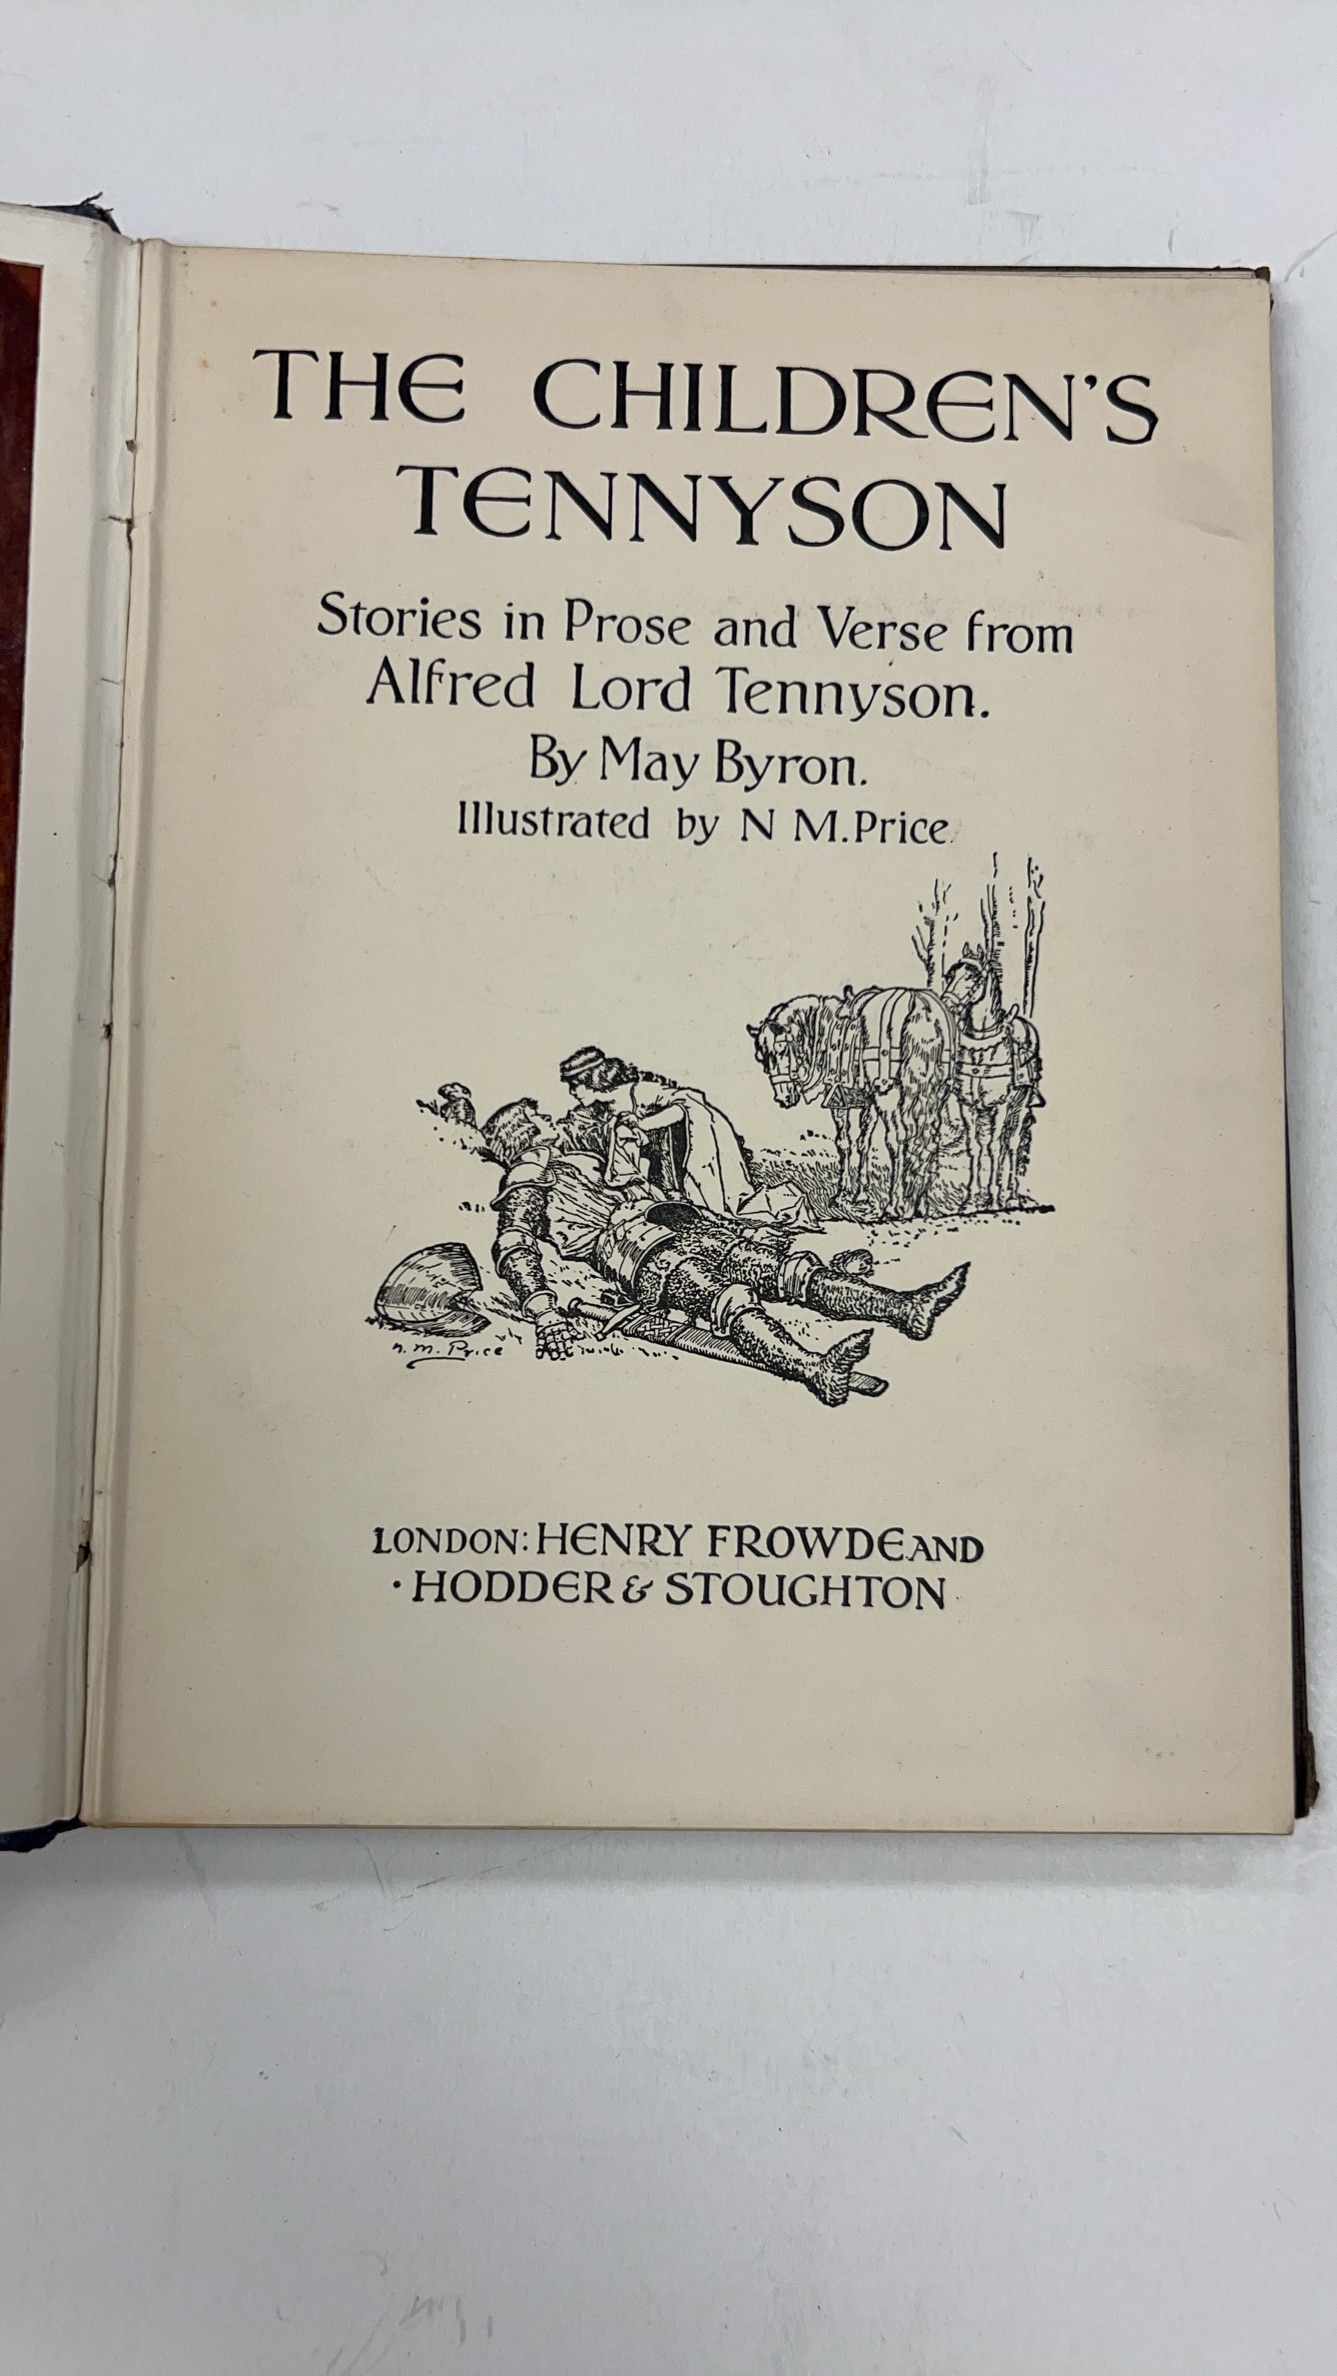 THE CHILDREN'S
TENNYSON
Stories in Prose and Verse from
Alfred Lord Tennyson.
By May Byron.
Illustrated by N M. Price
n. m. Price
LONDON: HENRY FROWDE AND
· HODDER & STOUGHTON